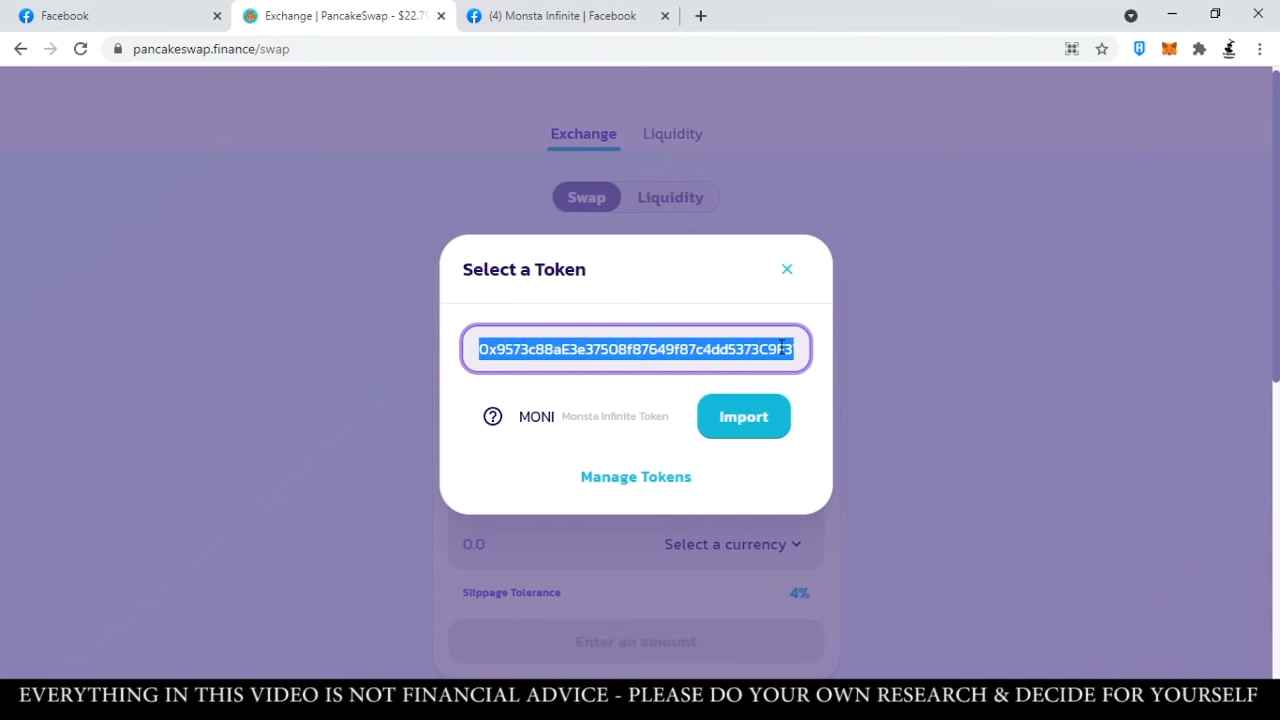 Facebook
Exchange | PancakeSwap - $22.79
(4) Monsta Infinite | Facebook
pancakeswap.finance/swap
Exchange Liquidity
Swap Liquidity
Select a Token
0x9573c88aE3e37508f87649f87c4dd5373C9F31
MONI Monsta Infinite Token Import
Manage Tokens
0.0 Select a currency
Slippage Tolerance 4%
Enter an amount
EVERYTHING IN THIS VIDEO IS NOT FINANCIAL ADVICE - PLEASE DO YOUR OWN RESEARCH & DECIDE FOR YOURSELF